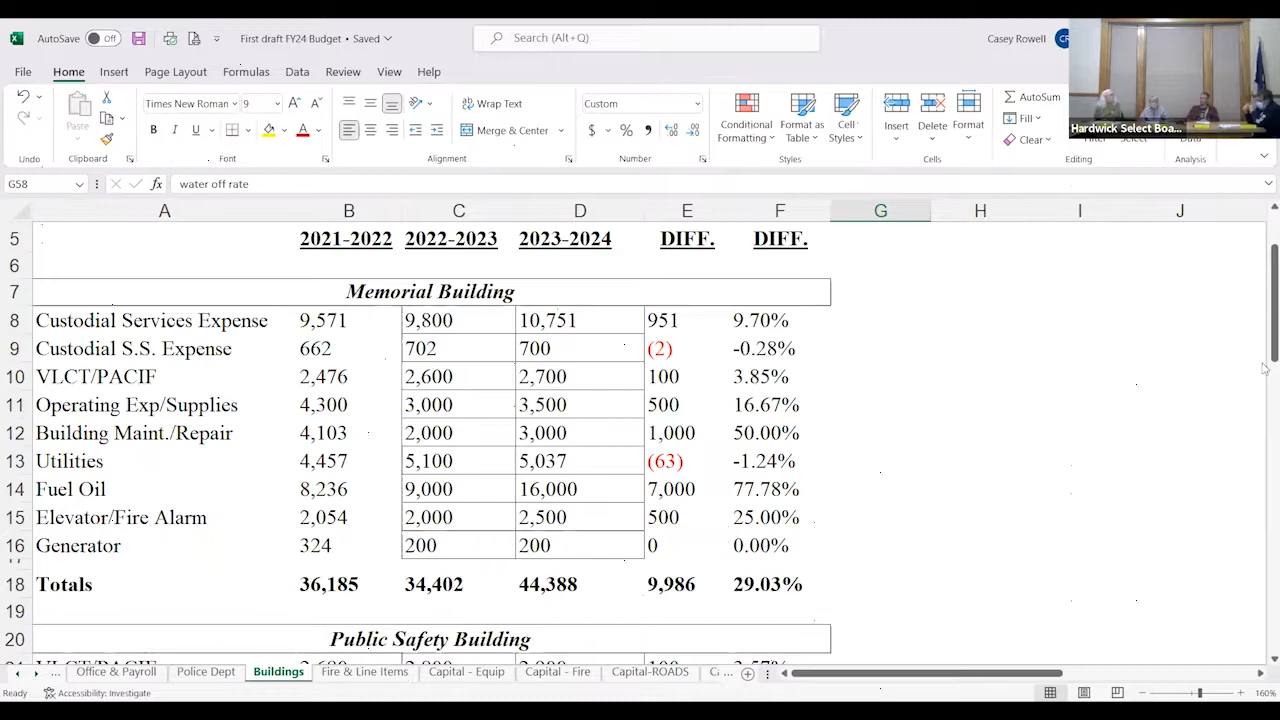 AutoSave Off First draft FY24 Budget • Saved Search (Alt+Q) Casey Rowell CR
File Home Insert Page Layout Formulas Data Review View Help
Times New Roman 9 Wrap Text Custom AutoSum
Paste B I U Merge & Center $ % Conditional Formatting Format as Table Cell Styles Insert Delete Format Fill Clear
Hardwick Select Boa...
Undo Clipboard Font Alignment Number Styles Cells Editing Analysis
G58 fx water off rate
A B C D E F G H I J
5 2021-2022 2022-2023 2023-2024 DIFF. DIFF.
6
7 Memorial Building
8 Custodial Services Expense 9,571 9,800 10,751 951 9.70%
9 Custodial S.S. Expense 662 702 700 (2) -0.28%
10 VLCT/PACIF 2,476 2,600 2,700 100 3.85%
11 Operating Exp/Supplies 4,300 3,000 3,500 500 16.67%
12 Building Maint./Repair 4,103 2,000 3,000 1,000 50.00%
13 Utilities 4,457 5,100 5,037 (63) -1.24%
14 Fuel Oil 8,236 9,000 16,000 7,000 77.78%
15 Elevator/Fire Alarm 2,054 2,000 2,500 500 25.00%
16 Generator 324 200 200 0 0.00%
18 Totals 36,185 34,402 44,388 9,986 29.03%
19
20 Public Safety Building
... Office & Payroll Police Dept Buildings Fire & Line Items Capital - Equip Capital - Fire Capital-ROADS
Ready Accessibility: Investigate 160%